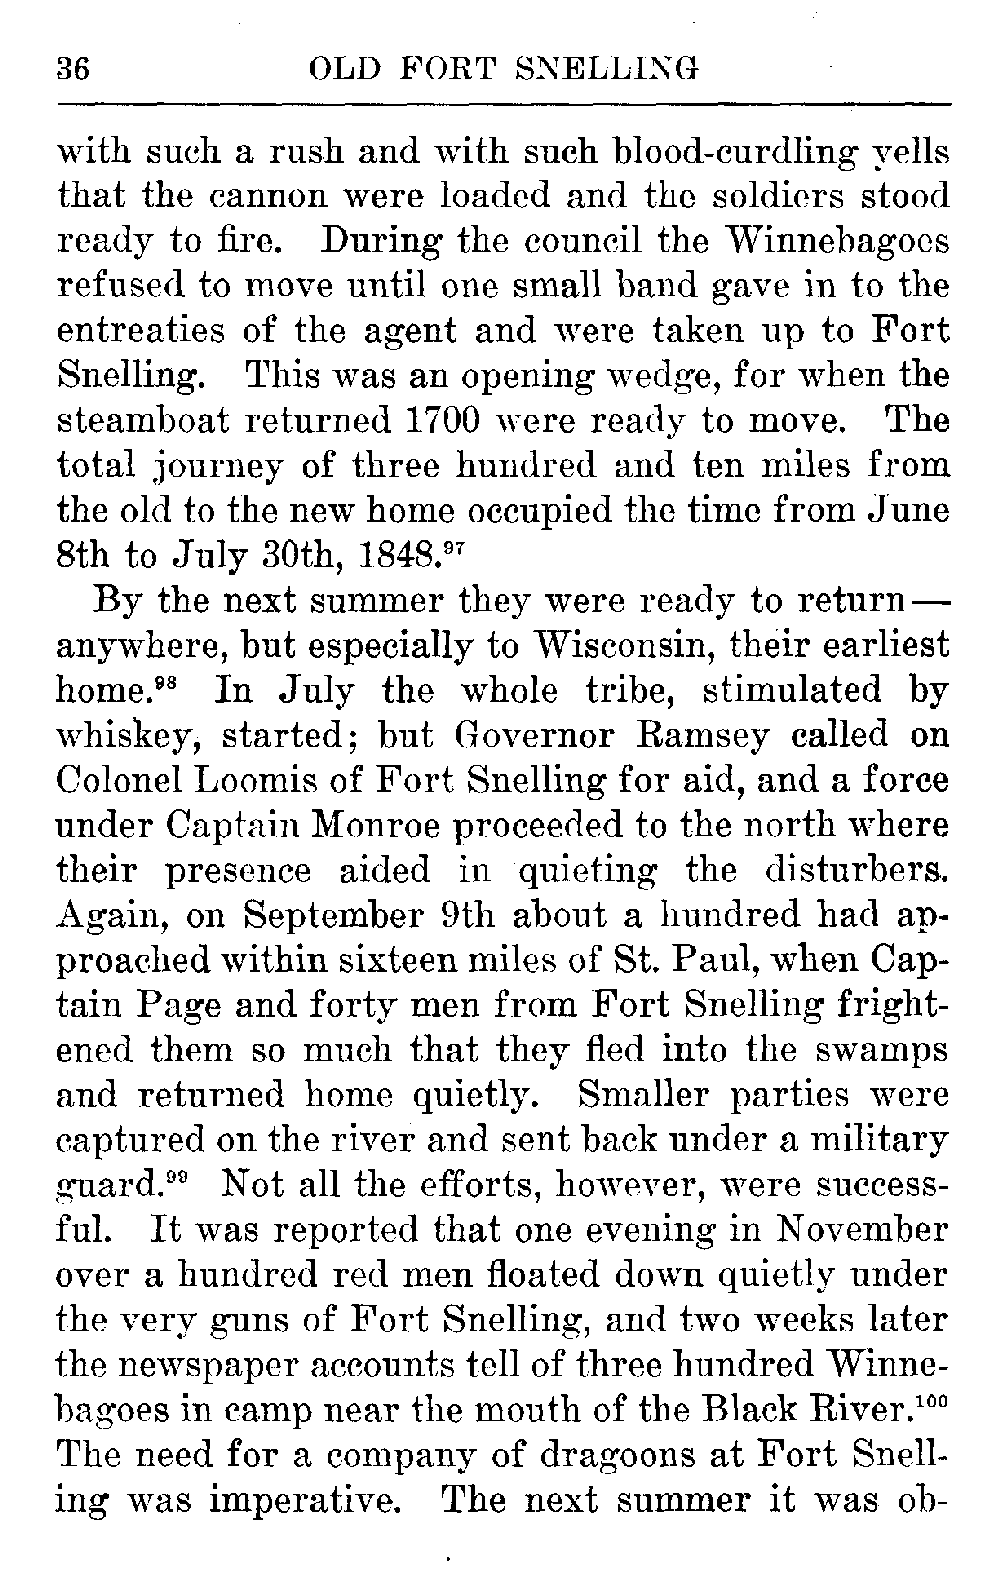 36 OLD FORT SNELLING
with such a rush and with such blood-curdling yells
that the cannon were loaded and the soldiers stood
ready to fire. During the council the Winnebagoes
refused to move until one small band gave in to the
entreaties of the agent and were taken up to Fort
Snelling. This was an opening wedge, for when the
steamboat returned 1700 were ready to move. The
total journey of three hundred and ten miles from
the old to the new home occupied the time from June
8th to July 30th, 1848.⁹⁷
By the next summer they were ready to return —
anywhere, but especially to Wisconsin, their earliest
home.⁹⁸ In July the whole tribe, stimulated by
whiskey, started; but Governor Ramsey called on
Colonel Loomis of Fort Snelling for aid, and a force
under Captain Monroe proceeded to the north where
their presence aided in quieting the disturbers.
Again, on September 9th about a hundred had ap-
proached within sixteen miles of St. Paul, when Cap-
tain Page and forty men from Fort Snelling fright-
ened them so much that they fled into the swamps
and returned home quietly. Smaller parties were
captured on the river and sent back under a military
guard.⁹⁹ Not all the efforts, however, were success-
ful. It was reported that one evening in November
over a hundred red men floated down quietly under
the very guns of Fort Snelling, and two weeks later
the newspaper accounts tell of three hundred Winne-
bagoes in camp near the mouth of the Black River.¹⁰⁰
The need for a company of dragoons at Fort Snell-
ing was imperative. The next summer it was ob-